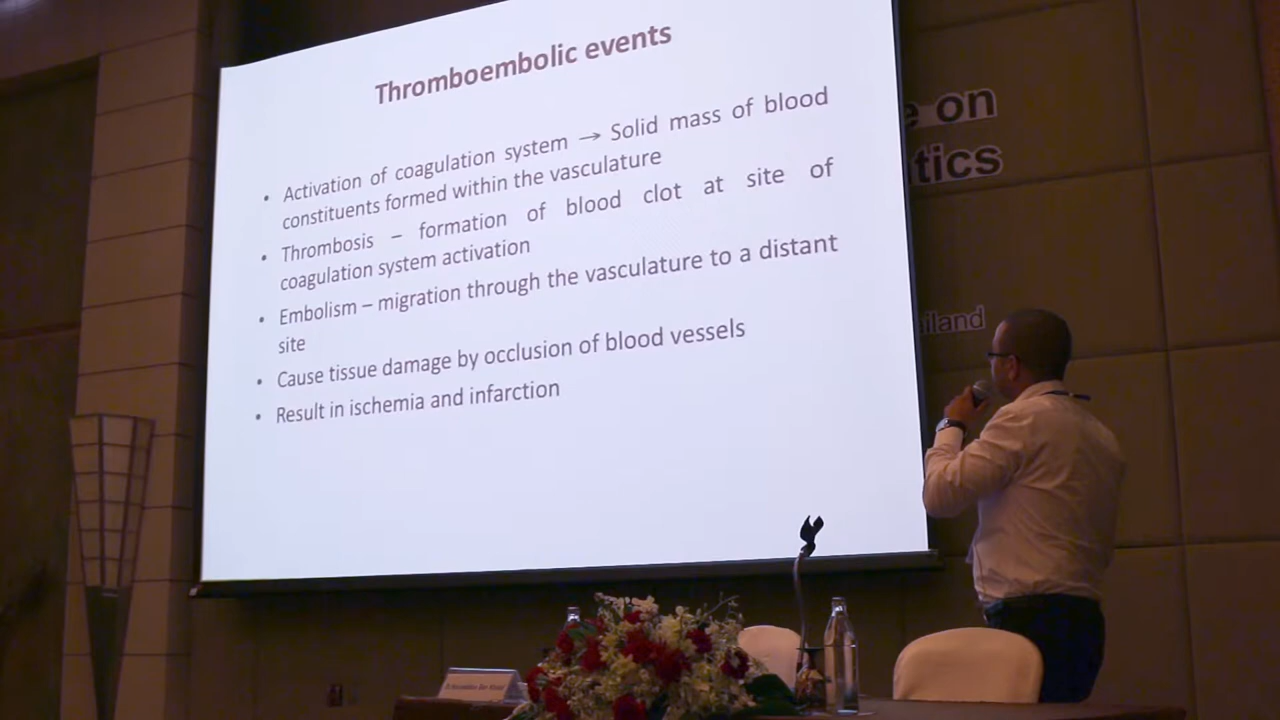 Thromboembolic events
• Activation of coagulation system → Solid mass of blood
constituents formed within the vasculature
• Thrombosis – formation of blood clot at site of
coagulation system activation
• Embolism – migration through the vasculature to a distant
site
• Cause tissue damage by occlusion of blood vessels
• Result in ischemia and infarction
e on
tics
iland